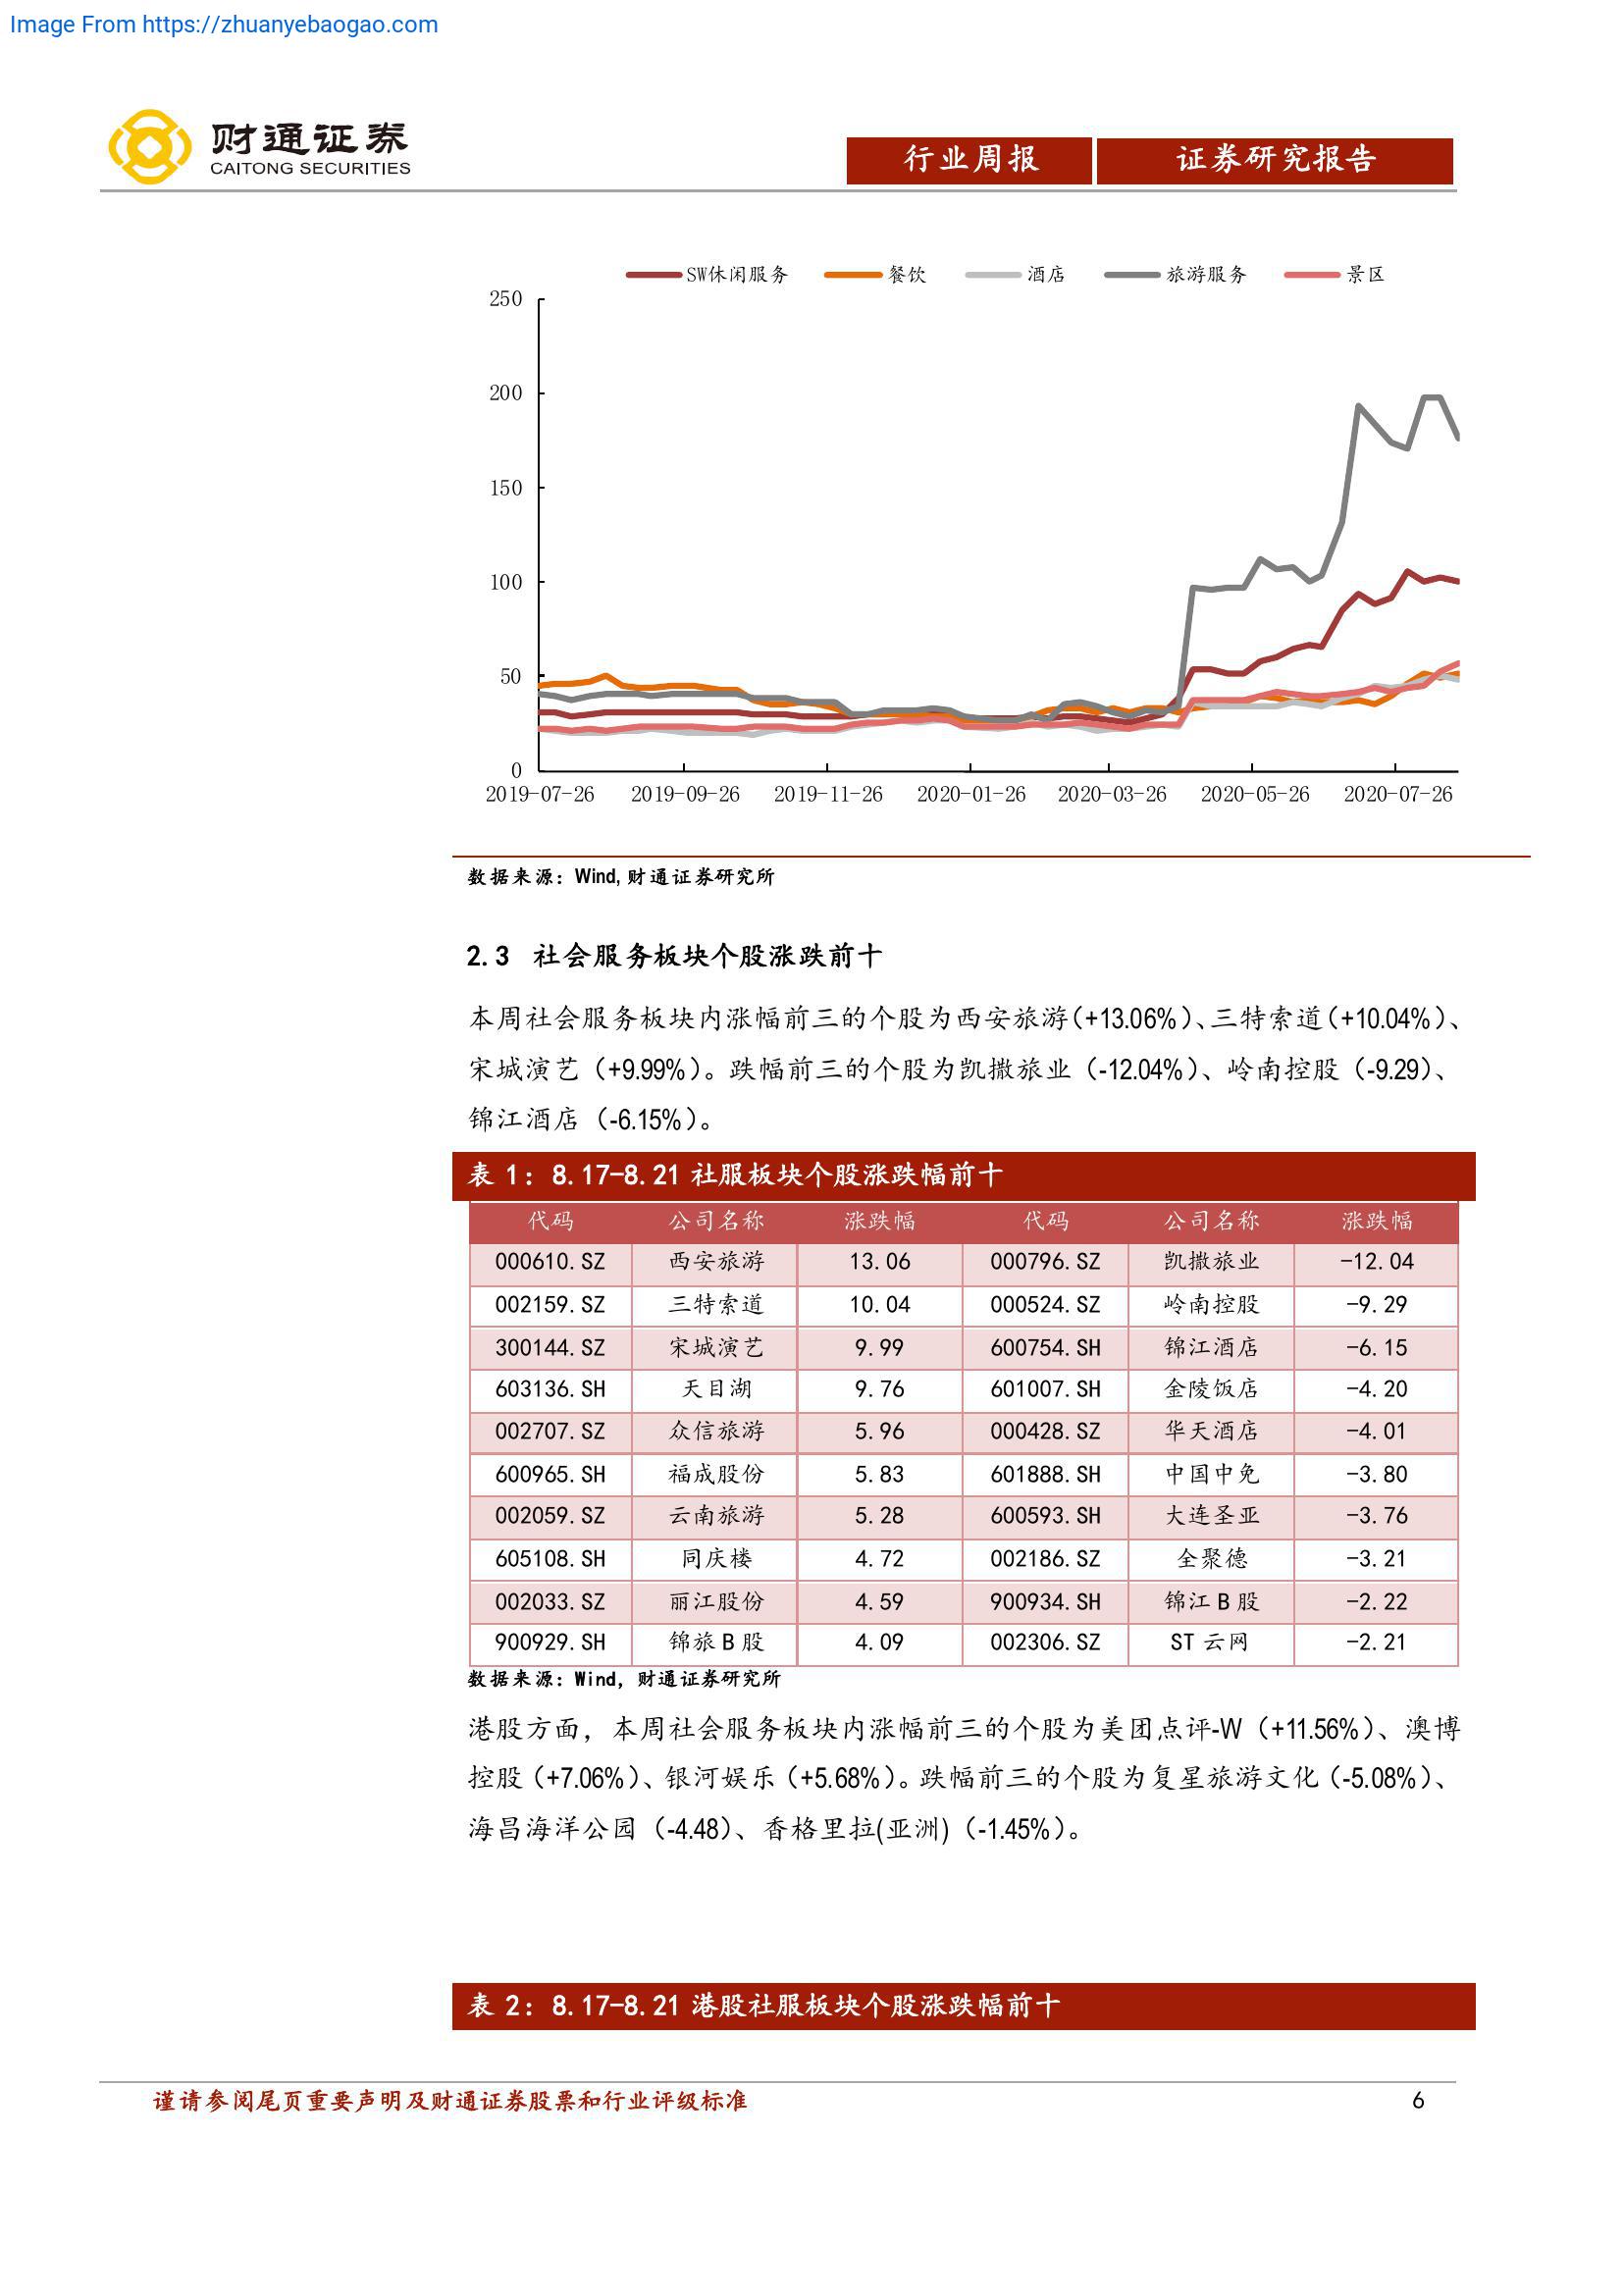 Image From https://zhuanyebaogao.com
财通证券
CAITONG SECURITIES
行业周报 证券研究报告
SW休闲服务 餐饮 酒店 旅游服务 景区
250
200
150
100
50
0
2019-07-26 2019-09-26 2019-11-26 2020-01-26 2020-03-26 2020-05-26 2020-07-26
数据来源：Wind,财通证券研究所
2.3 社会服务板块个股涨跌前十
本周社会服务板块内涨幅前三的个股为西安旅游（+13.06%）、三特索道（+10.04%）、
宋城演艺（+9.99%）。跌幅前三的个股为凯撒旅业（-12.04%）、岭南控股（-9.29）、
锦江酒店（-6.15%）。
表 1：8.17-8.21 社服板块个股涨跌幅前十
代码 公司名称 涨跌幅 代码 公司名称 涨跌幅
000610.SZ 西安旅游 13.06 000796.SZ 凯撒旅业 -12.04
002159.SZ 三特索道 10.04 000524.SZ 岭南控股 -9.29
300144.SZ 宋城演艺 9.99 600754.SH 锦江酒店 -6.15
603136.SH 天目湖 9.76 601007.SH 金陵饭店 -4.20
002707.SZ 众信旅游 5.96 000428.SZ 华天酒店 -4.01
600965.SH 福成股份 5.83 601888.SH 中国中免 -3.80
002059.SZ 云南旅游 5.28 600593.SH 大连圣亚 -3.76
605108.SH 同庆楼 4.72 002186.SZ 全聚德 -3.21
002033.SZ 丽江股份 4.59 900934.SH 锦江 B 股 -2.22
900929.SH 锦旅 B 股 4.09 002306.SZ ST 云网 -2.21
数据来源：Wind，财通证券研究所
港股方面，本周社会服务板块内涨幅前三的个股为美团点评-W（+11.56%）、澳博
控股（+7.06%）、银河娱乐（+5.68%）。跌幅前三的个股为复星旅游文化（-5.08%）、
海昌海洋公园（-4.48）、香格里拉(亚洲)（-1.45%）。
表 2：8.17-8.21 港股社服板块个股涨跌幅前十
谨请参阅尾页重要声明及财通证券股票和行业评级标准 6